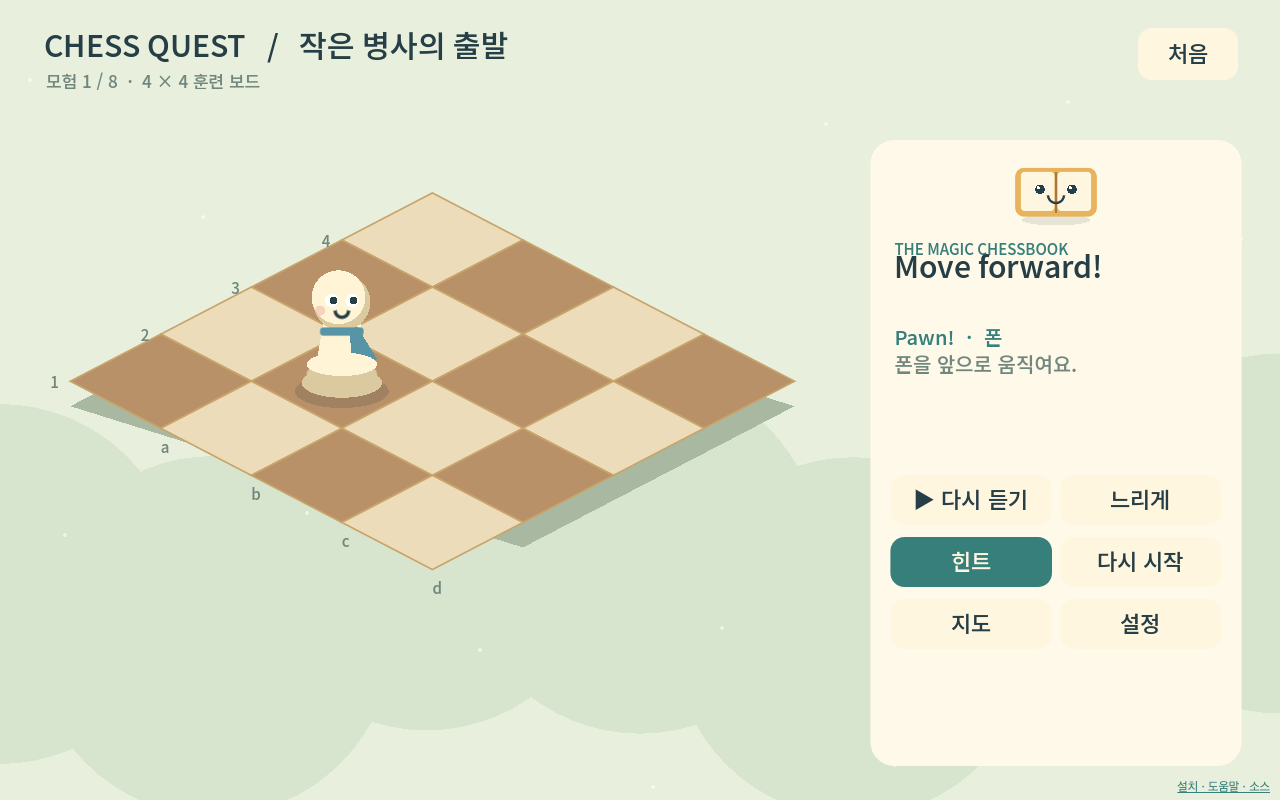 CHESS QUEST / 작은 병사의 출발
모험 1 / 8 · 4 × 4 훈련 보드
처음
4
3
2
1
a
b
c
d
THE MAGIC CHESSBOOK
Move forward!
Pawn! · 폰
폰을 앞으로 움직여요.
▶ 다시 듣기
느리게
힌트
다시 시작
지도
설정
설치 · 도움말 · 소스